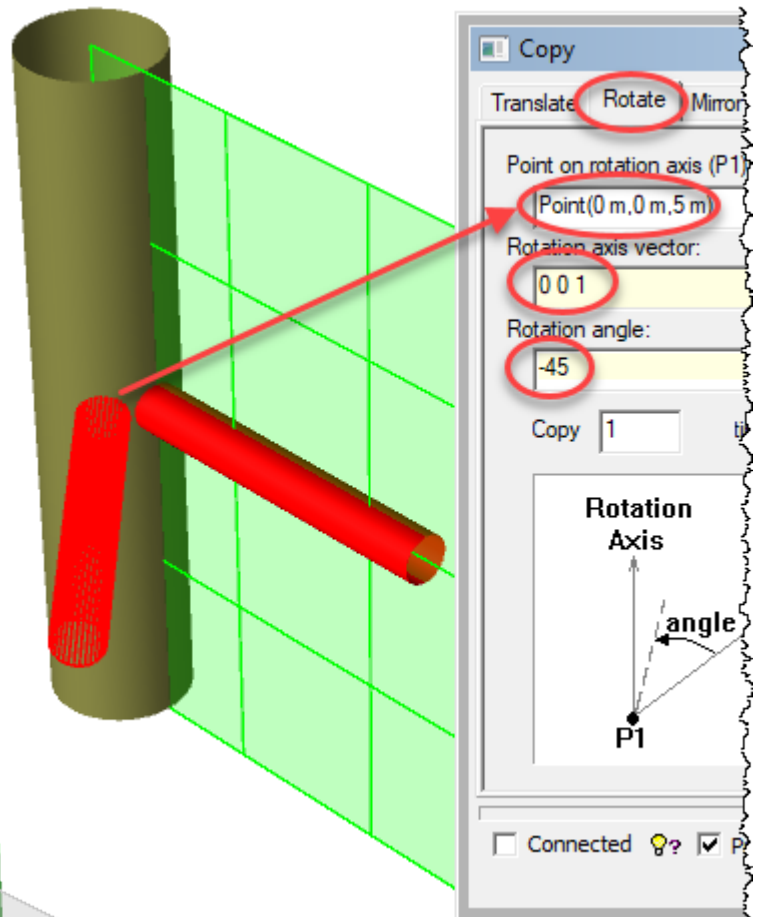 Copy
Translate Rotate Mirror
Point on rotation axis (P1)
Point(0 m,0 m,5 m)
Rotation axis vector:
0 0 1
Rotation angle:
-45
Copy 1
Rotation
Axis
angle
P1
Connected ? P